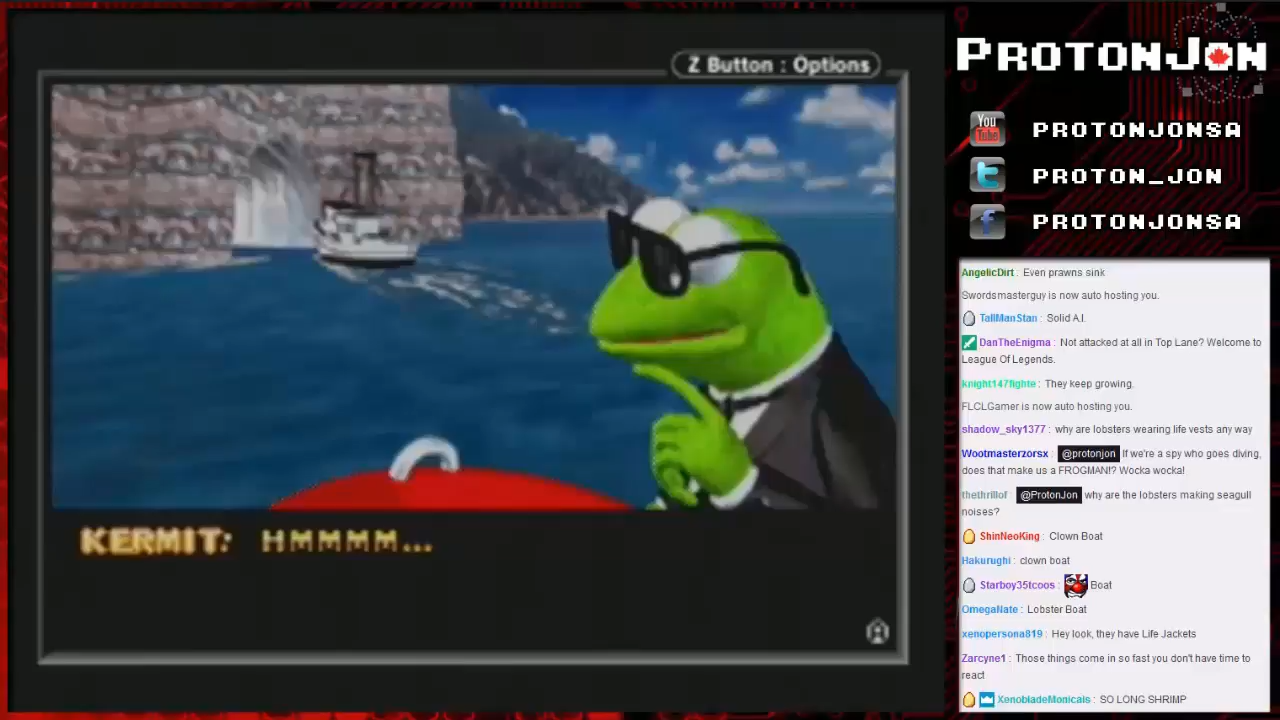 Z Button : Options
KERMIT: HMMMM...
PROTONJON
You Tube PROTONJONSA
PROTON_JON
PROTONJONSA
AngelicDirt : Even prawns sink
Swordsmasterguy is now auto hosting you.
TallManStan : Solid A.I.
DanTheEnigma : Not attacked at all in Top Lane? Welcome to
League Of Legends.
knight147fighte : They keep growing.
FLCLGamer is now auto hosting you.
shadow_sky1377 : why are lobsters wearing life vests any way
Wootmasterzorsx : @protonjon If we're a spy who goes diving,
does that make us a FROGMAN!? Wocka wocka!
thethrillof : @ProtonJon why are the lobsters making seagull
noises?
ShinNeoKing : Clown Boat
Hakurughi : clown boat
Starboy35tcoos : Boat
OmegaNate : Lobster Boat
xenopersona819 : Hey look, they have Life Jackets
Zarcyne1 : Those things come in so fast you don't have time to
react
XenobladeMonicals : SO LONG SHRIMP